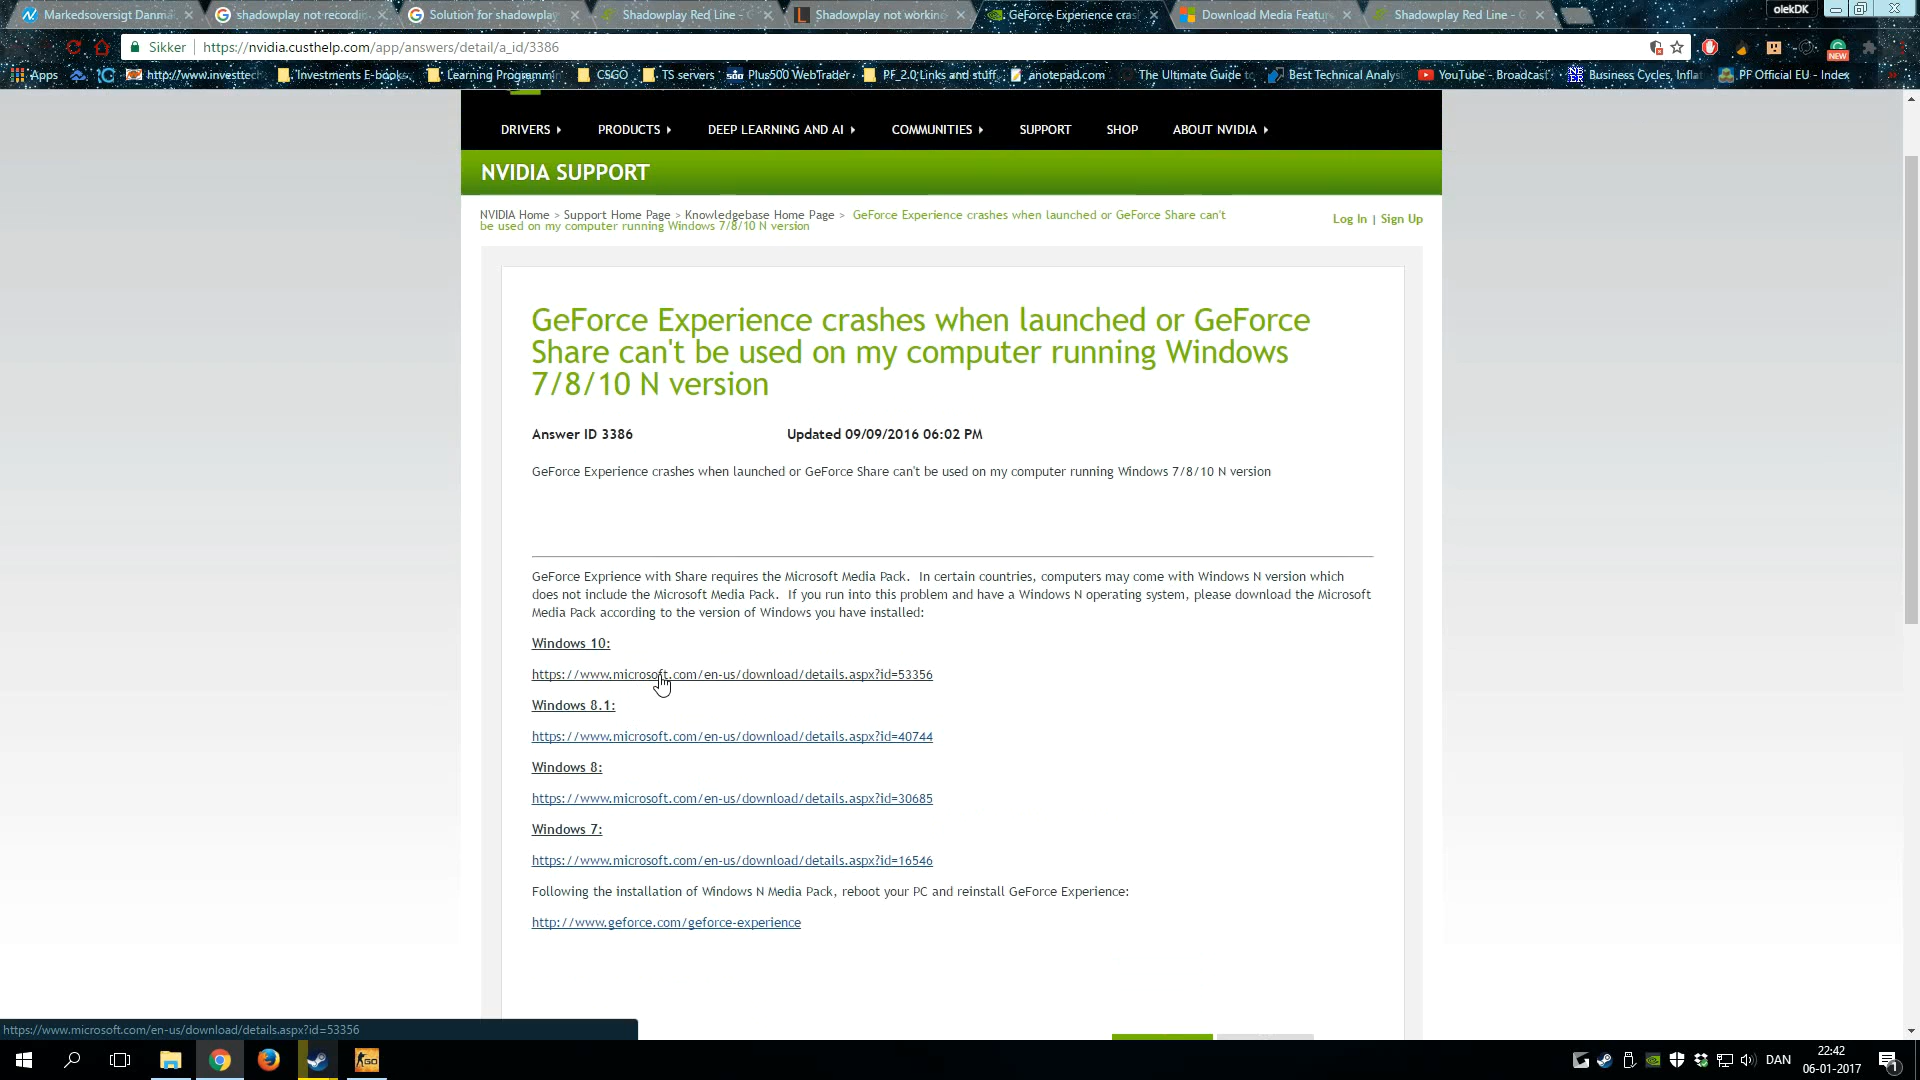 Markedsoversigt Danm
shadowplay not recordi
Solution for shadowplay
Shadowplay Red Line - G
Shadowplay not workin
GeForce Experience cras
Download Media Featur
Shadowplay Red Line - G
olekDK
Sikker https://nvidia.custhelp.com/app/answers/detail/a_id/3386
Apps
http://www.investtech
Investments E-books
Learning Programmi
CSGO
TS servers
Plus500 WebTrader
PF_2.0 Links and stuff
anotepad.com
The Ultimate Guide to
Best Technical Analys
YouTube - Broadcast
Business Cycles, Infla
PF Official EU - Index
NEW
DRIVERS PRODUCTS DEEP LEARNING AND AI COMMUNITIES SUPPORT SHOP ABOUT NVIDIA
NVIDIA SUPPORT
NVIDIA Home > Support Home Page > Knowledgebase Home Page > GeForce Experience crashes when launched or GeForce Share can't
be used on my computer running Windows 7/8/10 N version
Log In | Sign Up
GeForce Experience crashes when launched or GeForce
Share can't be used on my computer running Windows
7/8/10 N version
Answer ID 3386 Updated 09/09/2016 06:02 PM
GeForce Experience crashes when launched or GeForce Share can't be used on my computer running Windows 7/8/10 N version
GeForce Exprience with Share requires the Microsoft Media Pack. In certain countries, computers may come with Windows N version which
does not include the Microsoft Media Pack. If you run into this problem and have a Windows N operating system, please download the Microsoft
Media Pack according to the version of Windows you have installed:
Windows 10:
https://www.microsoft.com/en-us/download/details.aspx?id=53356
Windows 8.1:
https://www.microsoft.com/en-us/download/details.aspx?id=40744
Windows 8:
https://www.microsoft.com/en-us/download/details.aspx?id=30685
Windows 7:
https://www.microsoft.com/en-us/download/details.aspx?id=16546
Following the installation of Windows N Media Pack, reboot your PC and reinstall GeForce Experience:
http://www.geforce.com/geforce-experience
https://www.microsoft.com/en-us/download/details.aspx?id=53356
DAN
22:42
06-01-2017
1